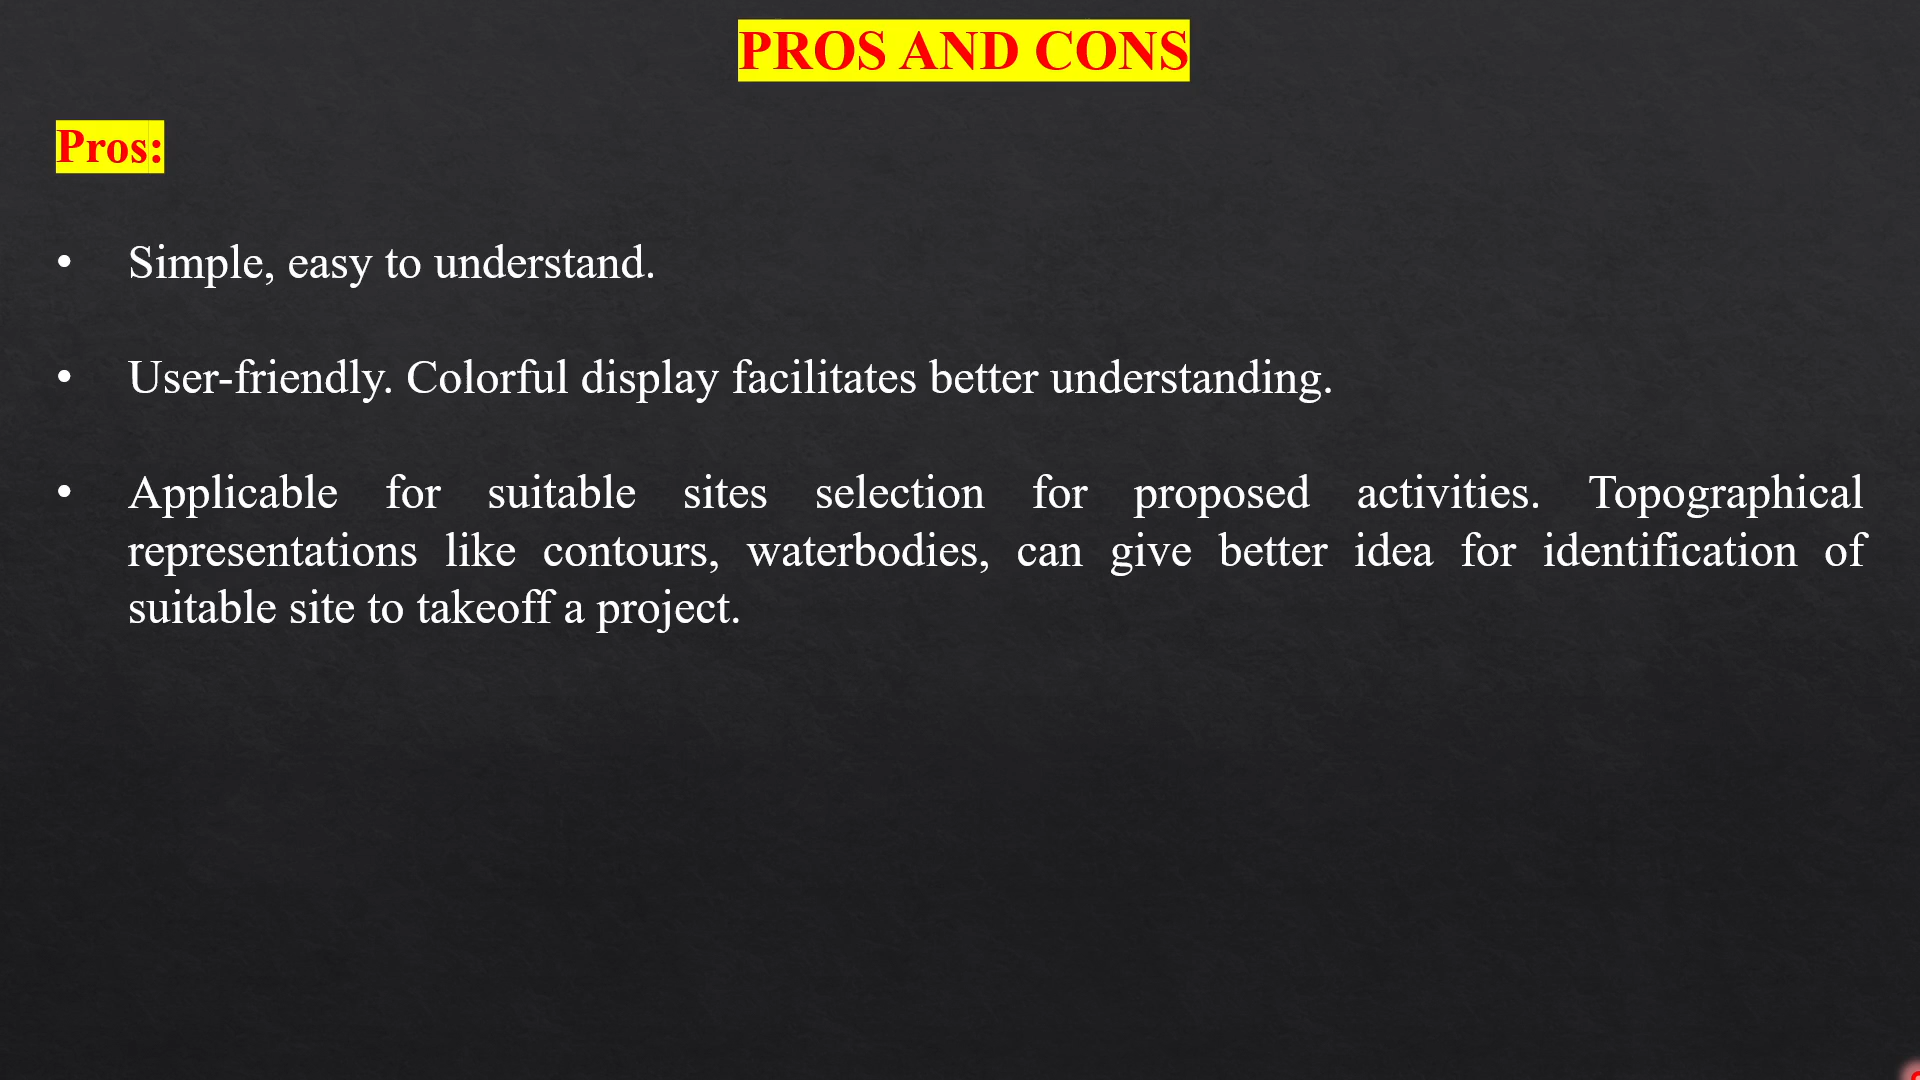 PROS AND CONS
Pros:
• Simple, easy to understand.
• User-friendly. Colorful display facilitates better understanding.
• Applicable for suitable sites selection for proposed activities. Topographical
representations like contours, waterbodies, can give better idea for identification of
suitable site to takeoff a project.